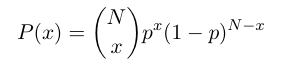 $P(x) = \binom{N}{x} p^x (1-p)^{N-x}$